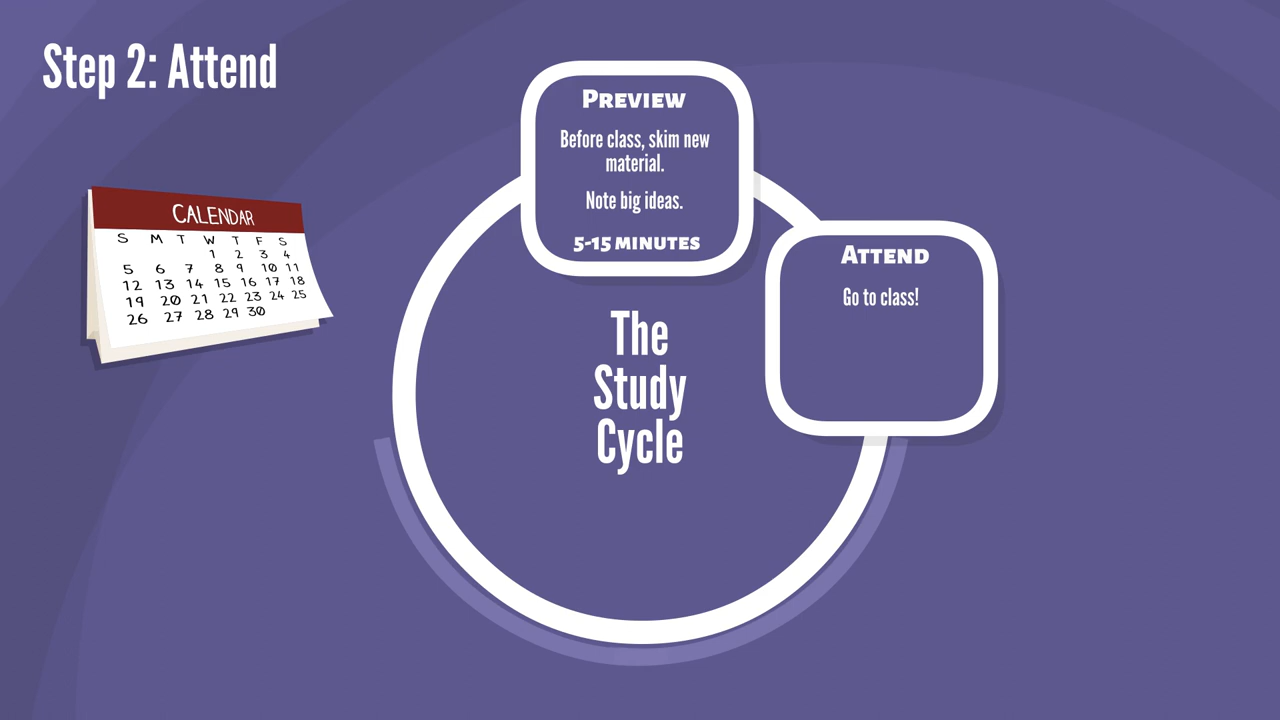 Step 2: Attend
PREVIEW
Before class, skim new
material.
Note big ideas.
5-15 MINUTES
ATTEND
Go to class!
The
Study
Cycle
CALENDAR
S M T W T F S
1 2 3 4
5 6 7 8 9 10 11
12 13 14 15 16 17 18
19 20 21 22 23 24 25
26 27 28 29 30